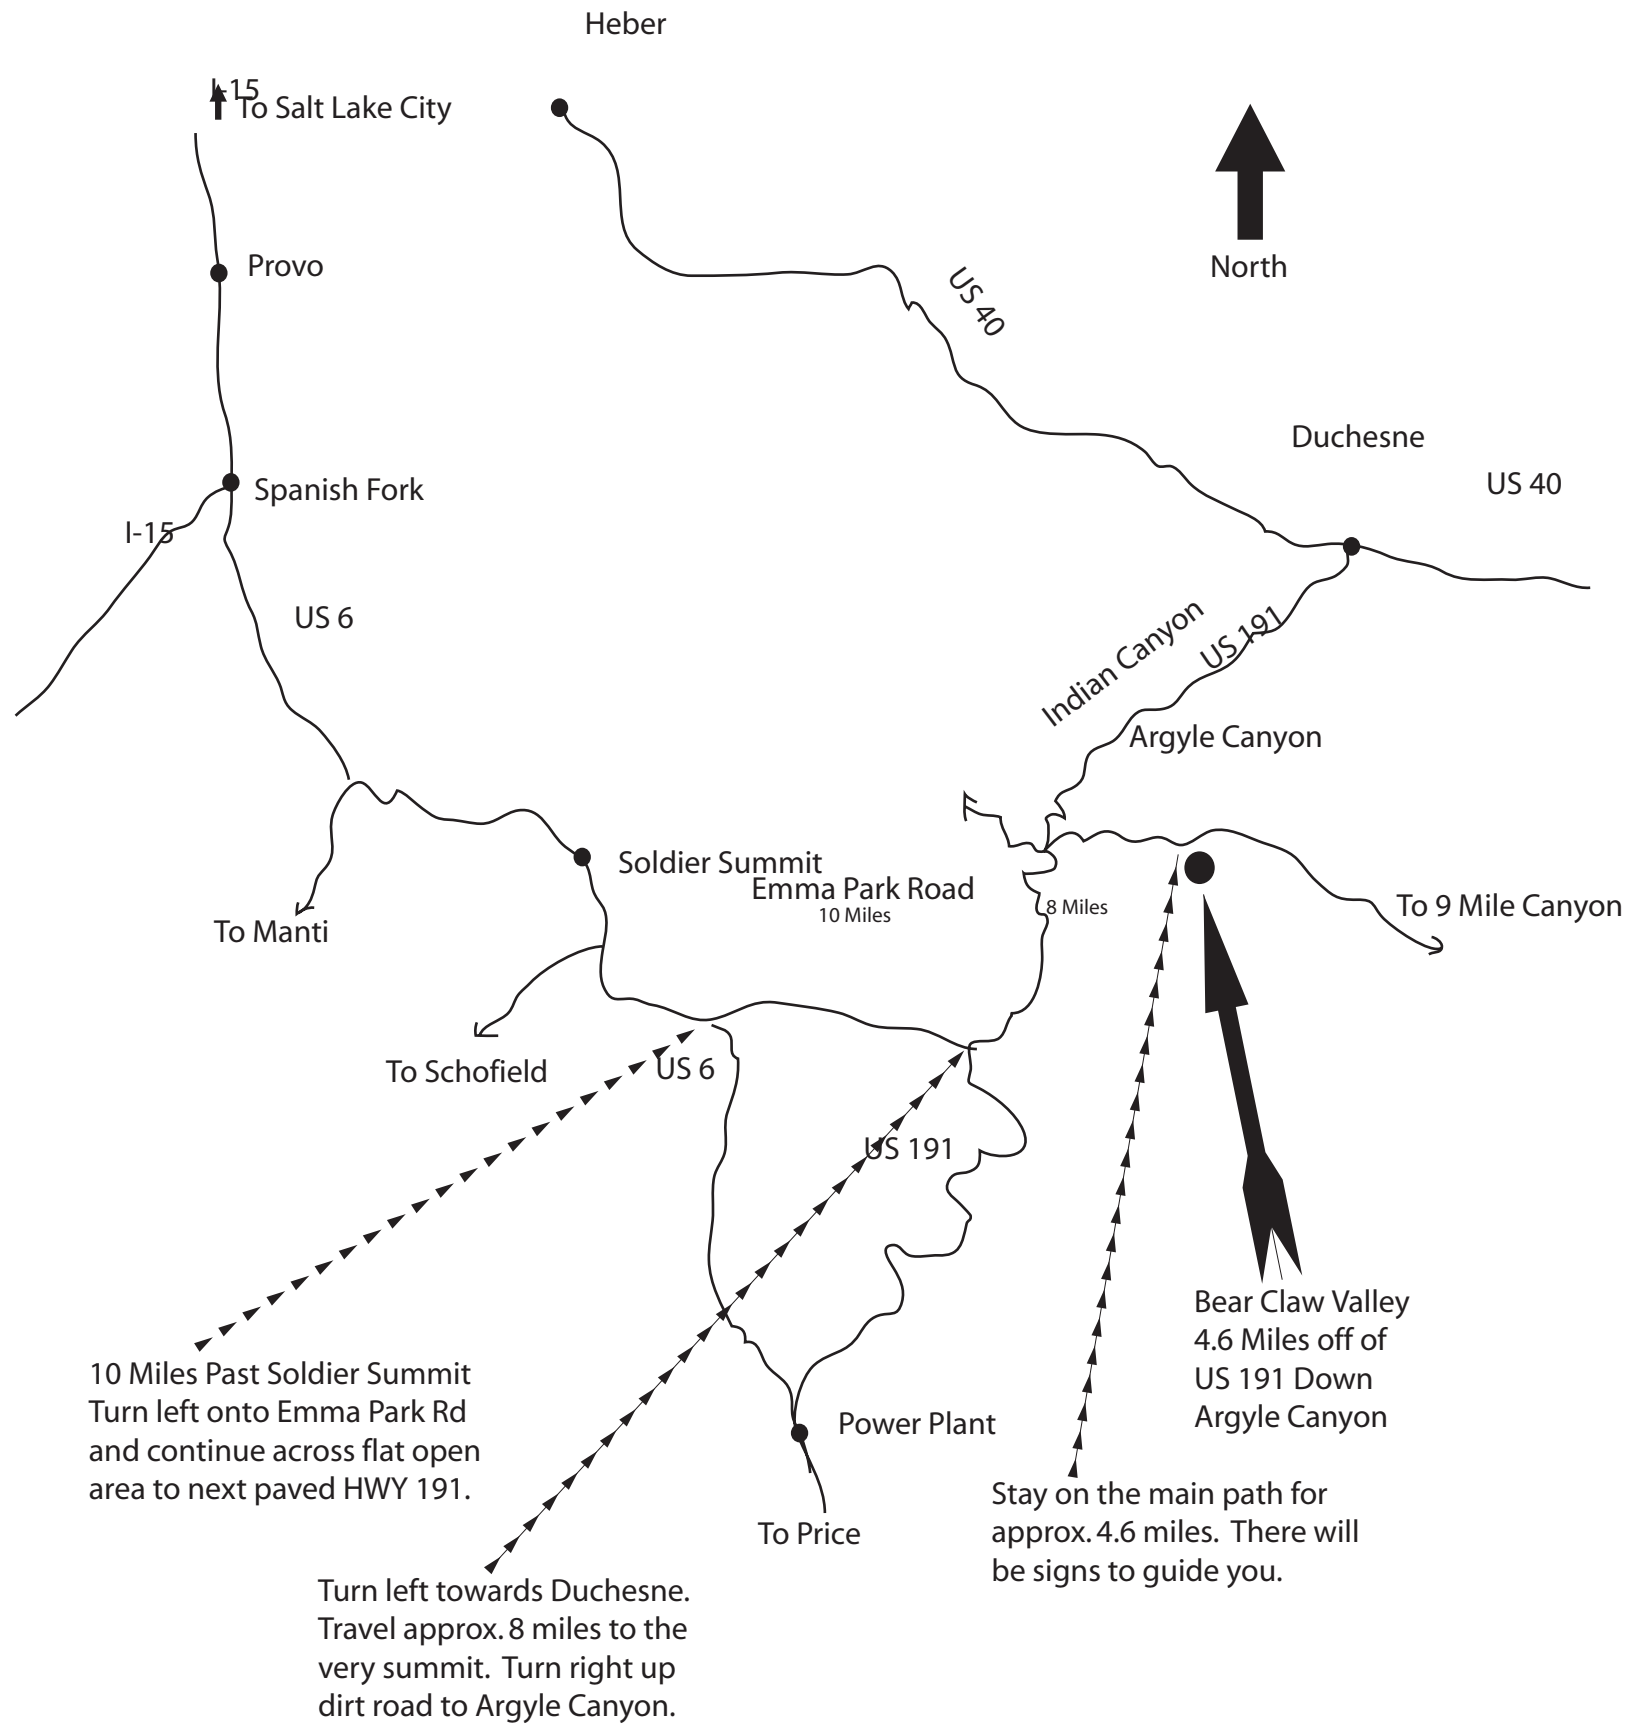 Heber
I-15
To Salt Lake City
Provo
North
US 40
Duchesne
US 40
Spanish Fork
I-15
US 6
Indian Canyon
US 191
Argyle Canyon
Soldier Summit
Emma Park Road
10 Miles
8 Miles
To 9 Mile Canyon
To Manti
To Schofield
US 6
US 191
Bear Claw Valley
4.6 Miles off of
US 191 Down
Argyle Canyon
10 Miles Past Soldier Summit
Turn left onto Emma Park Rd
and continue across flat open
area to next paved HWY 191.
Power Plant
Stay on the main path for
approx. 4.6 miles. There will
be signs to guide you.
To Price
Turn left towards Duchesne.
Travel approx. 8 miles to the
very summit. Turn right up
dirt road to Argyle Canyon.